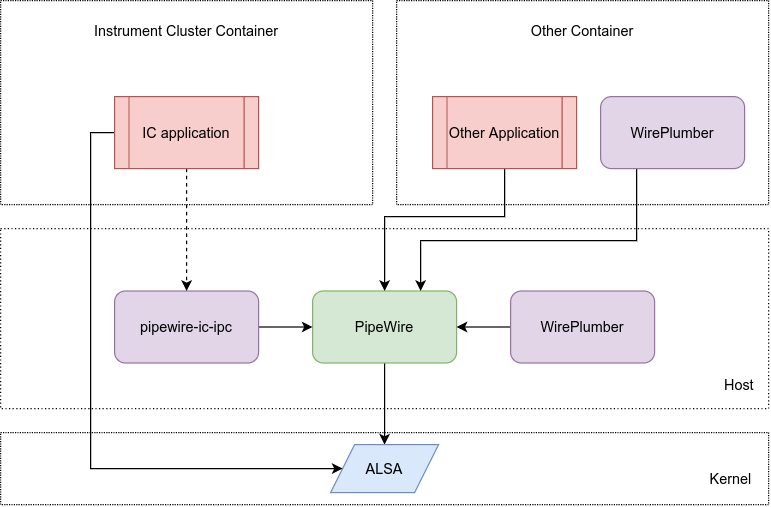 Instrument Cluster Container
Other Container
IC application
Other Application
WirePlumber
pipewire-ic-ipc
PipeWire
WirePlumber
Host
ALSA
Kernel